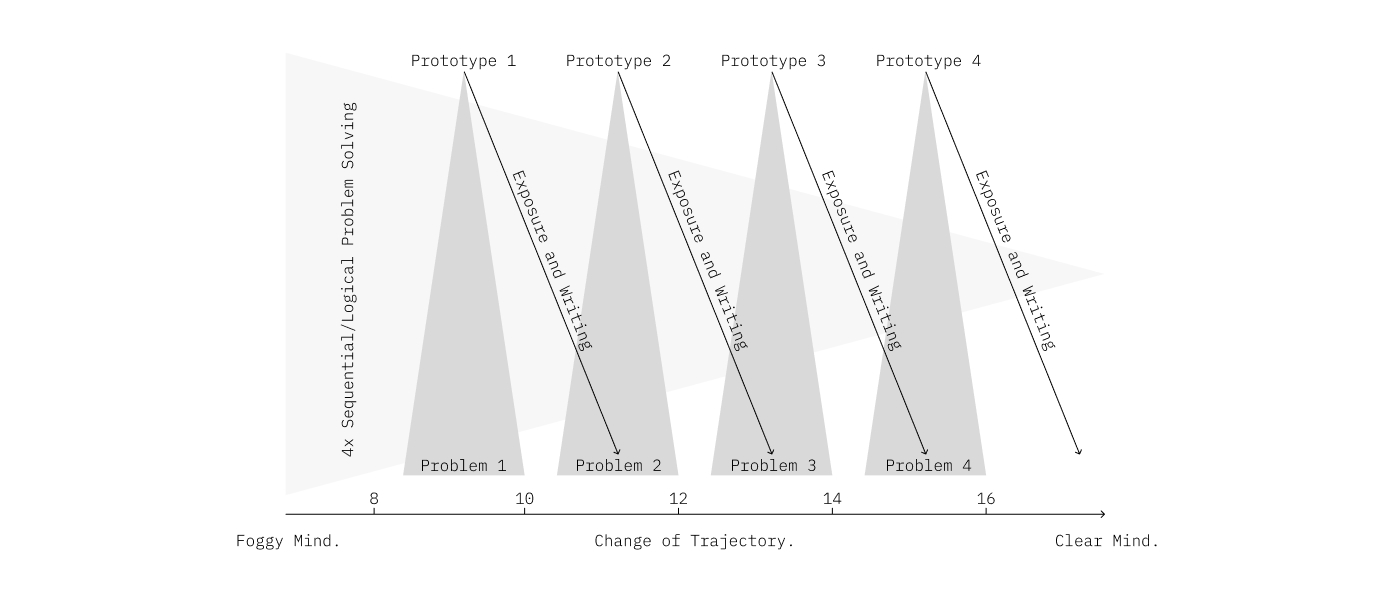 Prototype 1
Prototype 2
Prototype 3
Prototype 4
4x Sequential/Logical Problem Solving
Exposure and Writing
Exposure and Writing
Exposure and Writing
Exposure and Writing
Problem 1
Problem 2
Problem 3
Problem 4
8
10
12
14
16
Foggy Mind.
Change of Trajectory.
Clear Mind.